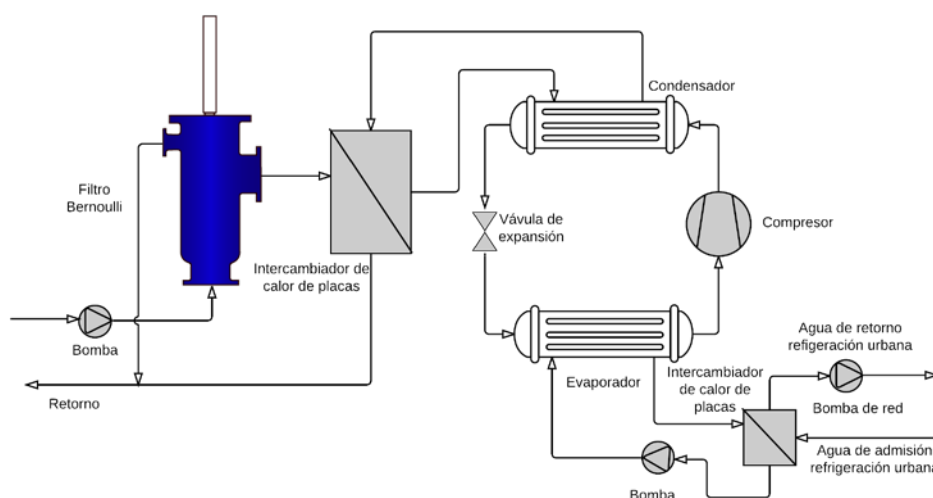 Condensador
Filtro
Bernoulli
Vávula de
expansión
Compresor
Intercambiador de
calor de placas
Bomba
Agua de retorno
refigeración urbana
Evaporador
Intercambiador
de calor de
placas
Retorno
Bomba de red
Agua de admisión
refrigeración urbana
Bomba